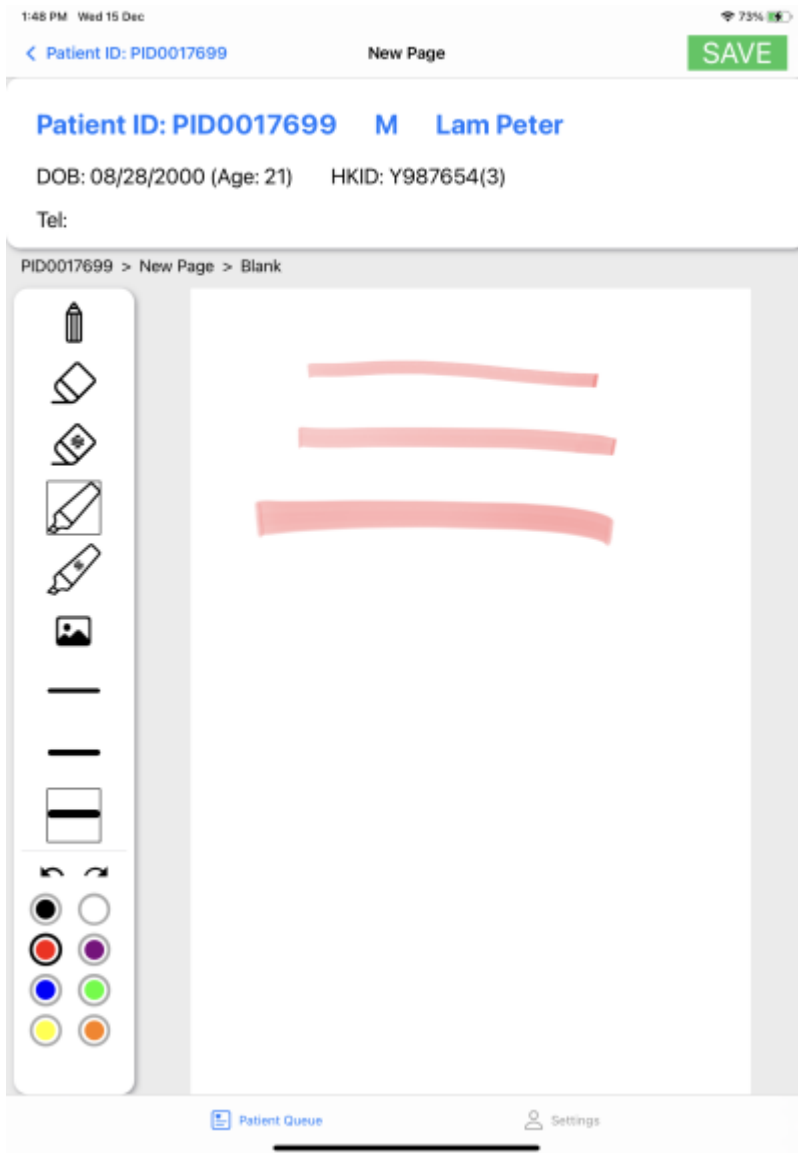 1:48 PM Wed 15 Dec 73%
Patient ID: PID0017699 New Page SAVE
Patient ID: PID0017699 M Lam Peter
DOB: 08/28/2000 (Age: 21) HKID: Y987654(3)
Tel:
PID0017699 > New Page > Blank
Patient Queue Settings